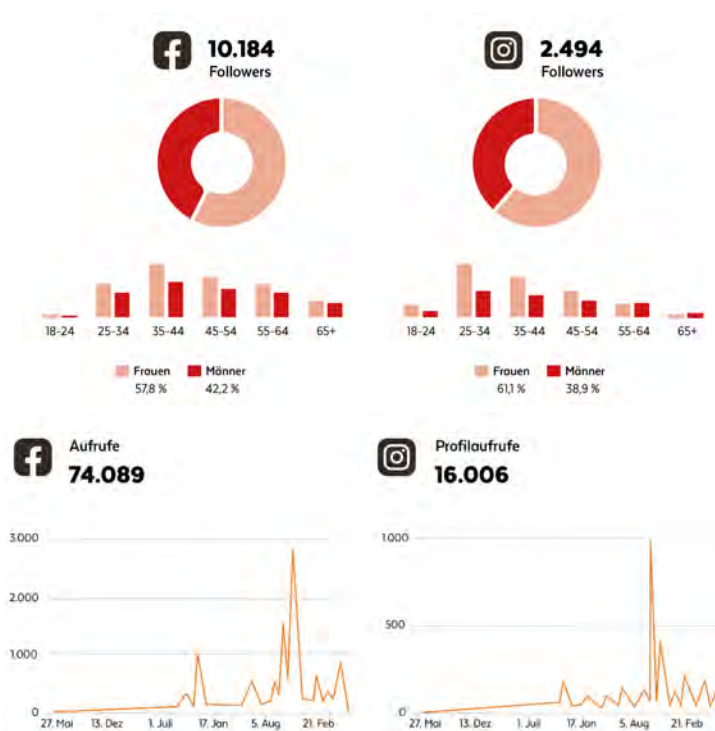 10.184
Followers
2.494
Followers
18-24 25-34 35-44 45-54 55-64 65+
Frauen Männer
57,8 % 42,2 %
18-24 25-34 35-44 45-54 55-64 65+
Frauen Männer
61,1 % 38,9 %
Aufrufe
74.089
3.000
2.000
1.000
0
27. Mai 13. Dez 1. Juli 17. Jan 5. Aug 21. Feb
Profilaufrufe
16.006
1.000
500
0
27. Mai 13. Dez 1. Juli 17. Jan 5. Aug 21. Feb